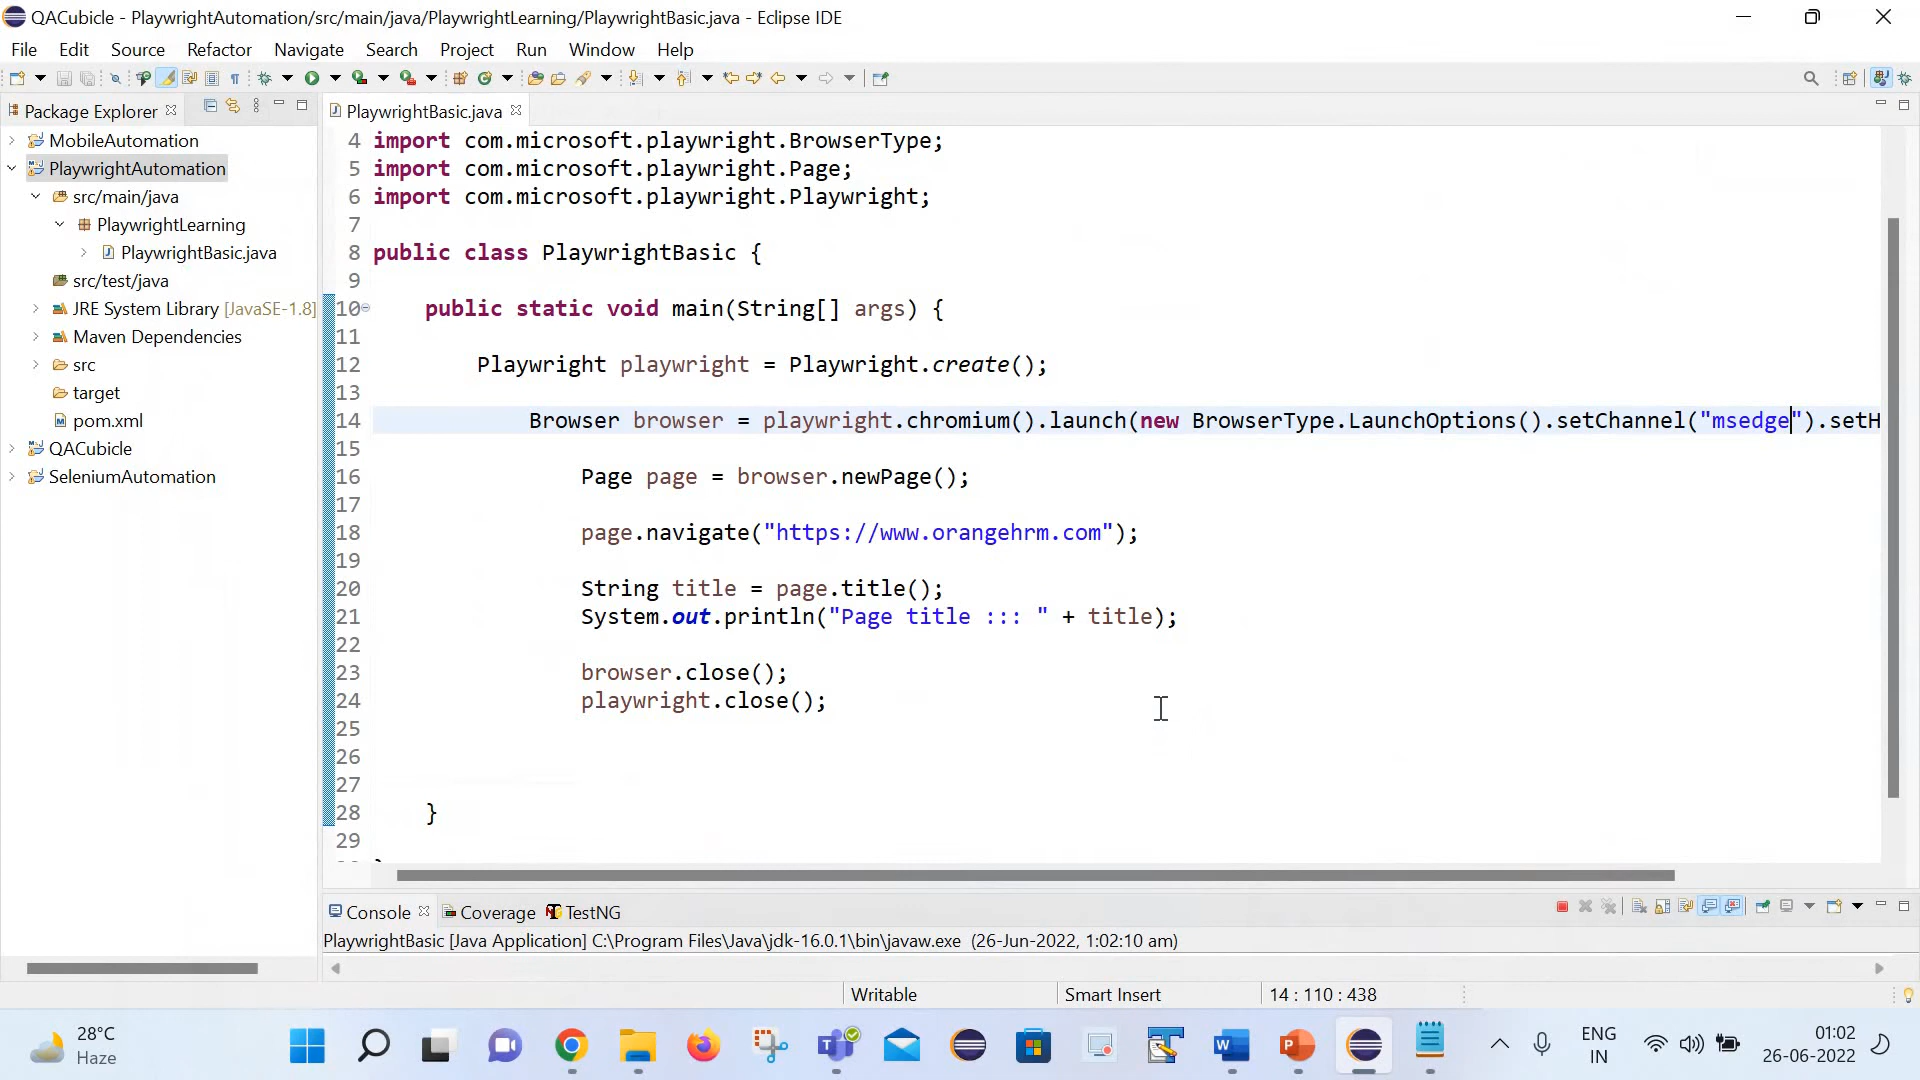 QACubicle - PlaywrightAutomation/src/main/java/PlaywrightLearning/PlaywrightBasic.java - Eclipse IDE
File Edit Source Refactor Navigate Search Project Run Window Help
Package Explorer
MobileAutomation
PlaywrightAutomation
src/main/java
PlaywrightLearning
PlaywrightBasic.java
src/test/java
JRE System Library [JavaSE-1.8]
Maven Dependencies
src
target
pom.xml
QACubicle
SeleniumAutomation
PlaywrightBasic.java
4 import com.microsoft.playwright.BrowserType;
5 import com.microsoft.playwright.Page;
6 import com.microsoft.playwright.Playwright;
7
8 public class PlaywrightBasic {
9
10 public static void main(String[] args) {
11
12 Playwright playwright = Playwright.create();
13
14 Browser browser = playwright.chromium().launch(new BrowserType.LaunchOptions().setChannel("msedge").setH
15
16 Page page = browser.newPage();
17
18 page.navigate("https://www.orangehrm.com");
19
20 String title = page.title();
21 System.out.println("Page title ::: " + title);
22
23 browser.close();
24 playwright.close();
25
26
27
28 }
29
Console Coverage TestNG
PlaywrightBasic [Java Application] C:\Program Files\Java\jdk-16.0.1\bin\javaw.exe (26-Jun-2022, 1:02:10 am)
Writable Smart Insert 14 : 110 : 438
28°C
Haze
ENG
IN
01:02
26-06-2022